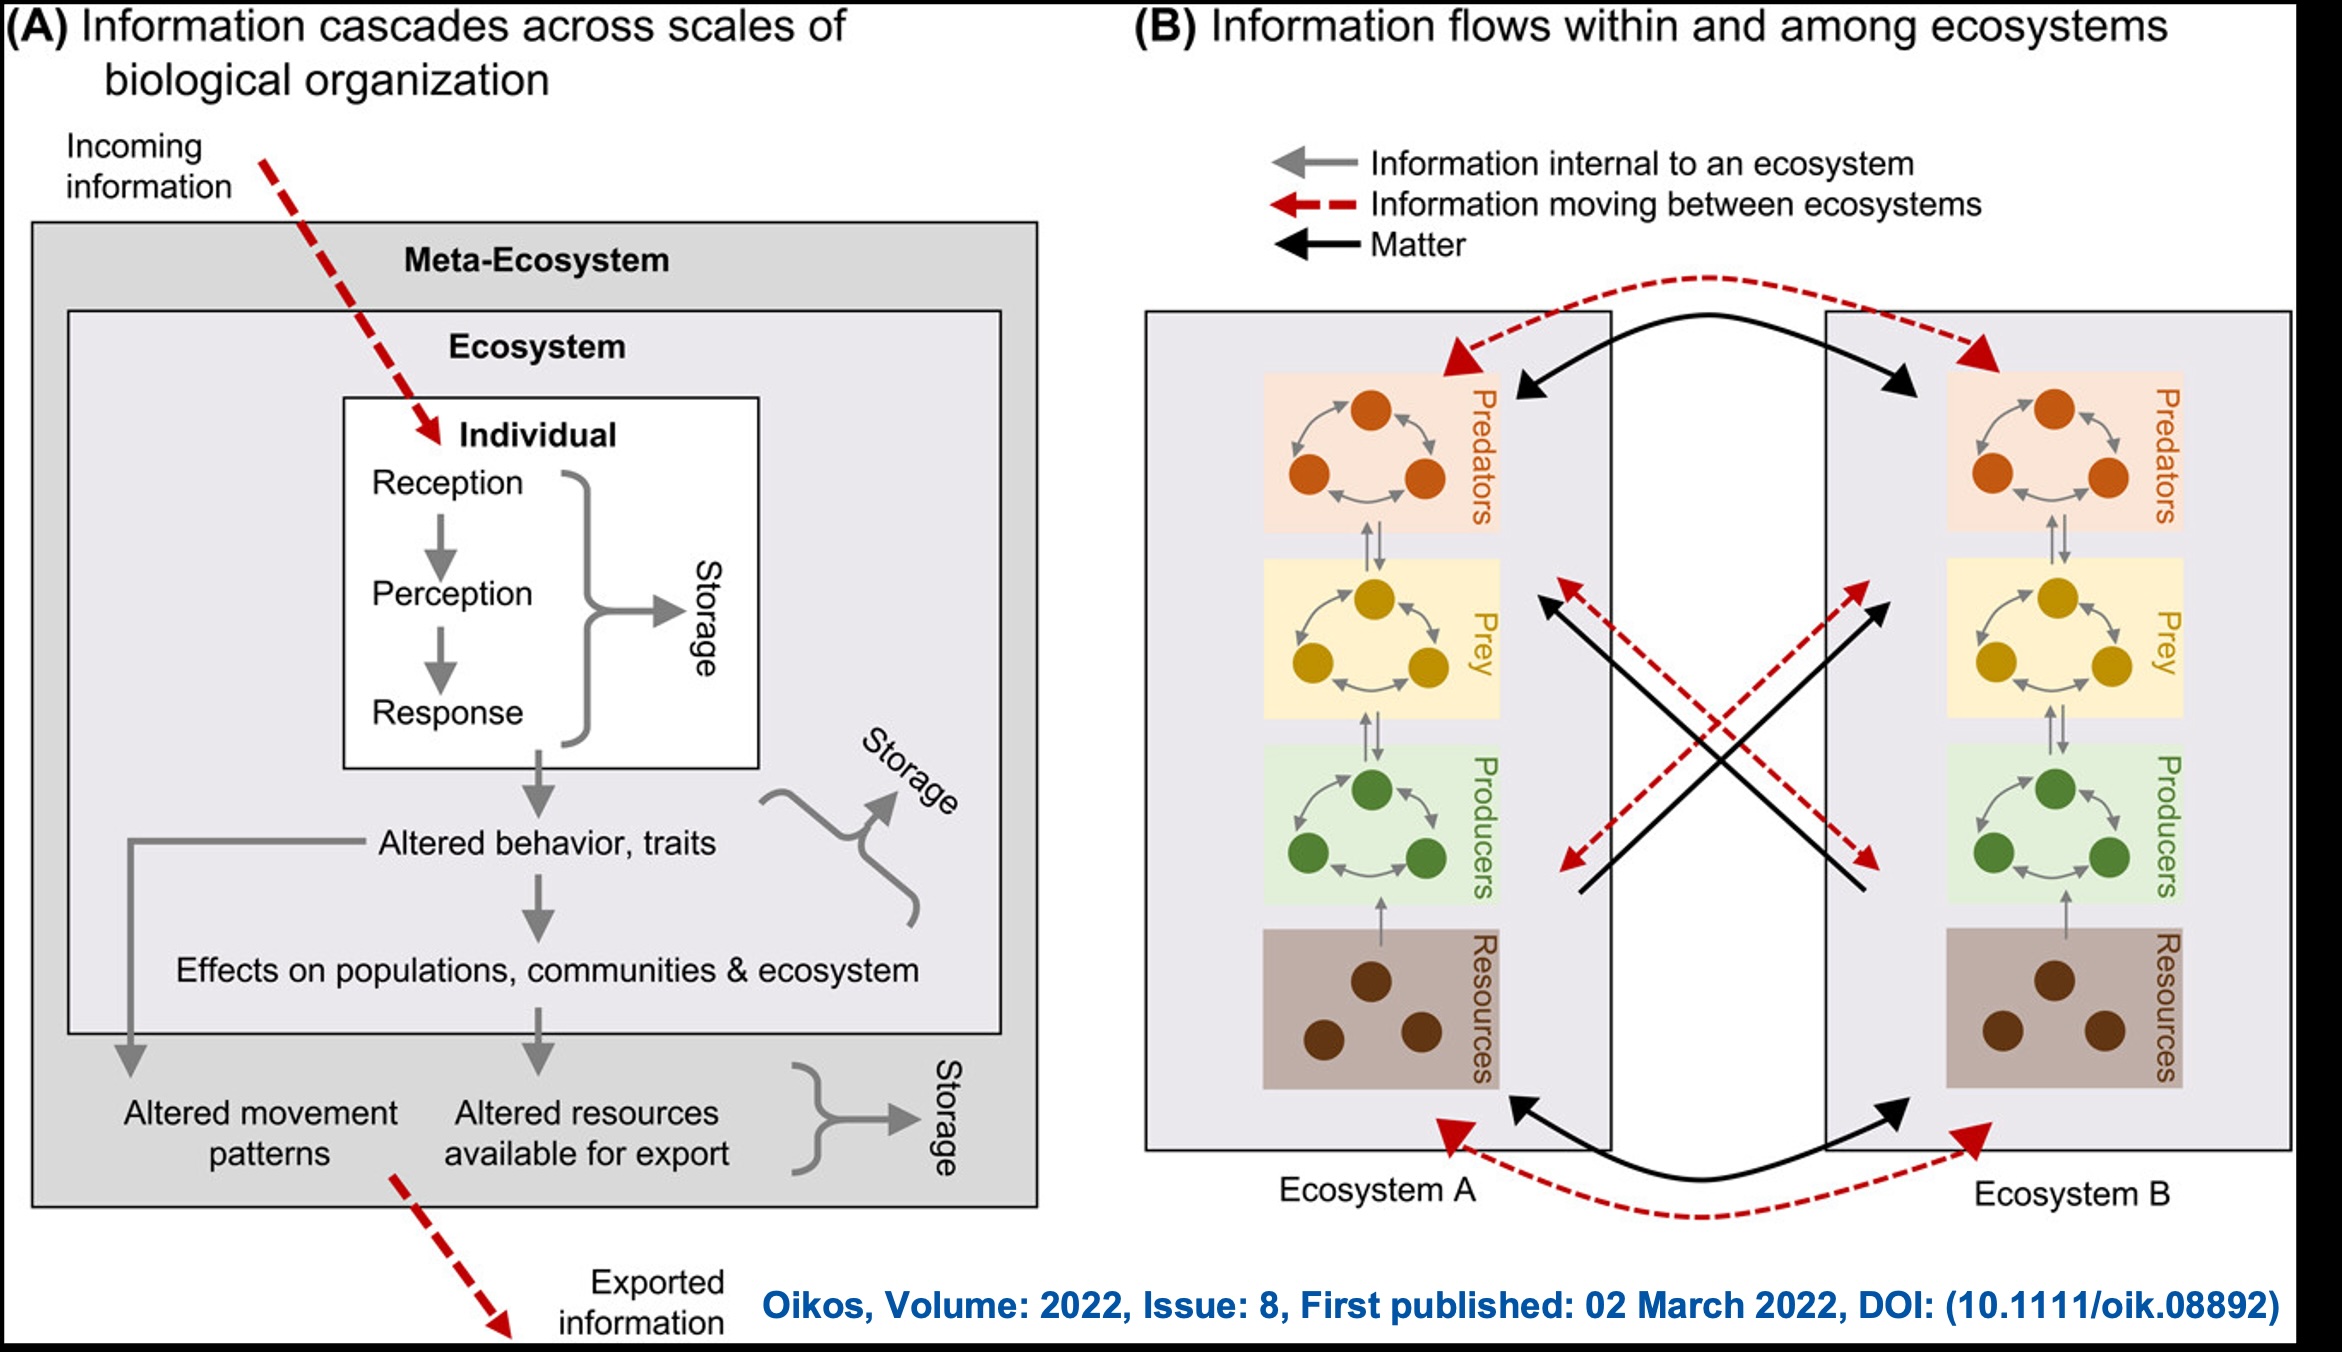 (A) Information cascades across scales of
biological organization
Incoming
information
Meta-Ecosystem
Ecosystem
Individual
Reception
Perception
Response
Storage
Altered behavior, traits
Storage
Effects on populations, communities & ecosystem
Altered movement
patterns
Altered resources
available for export
Storage
Exported
information
(B) Information flows within and among ecosystems
Information internal to an ecosystem
Information moving between ecosystems
Matter
Predators
Prey
Producers
Resources
Ecosystem A
Predators
Prey
Producers
Resources
Ecosystem B
Oikos, Volume: 2022, Issue: 8, First published: 02 March 2022, DOI: (10.1111/oik.08892)